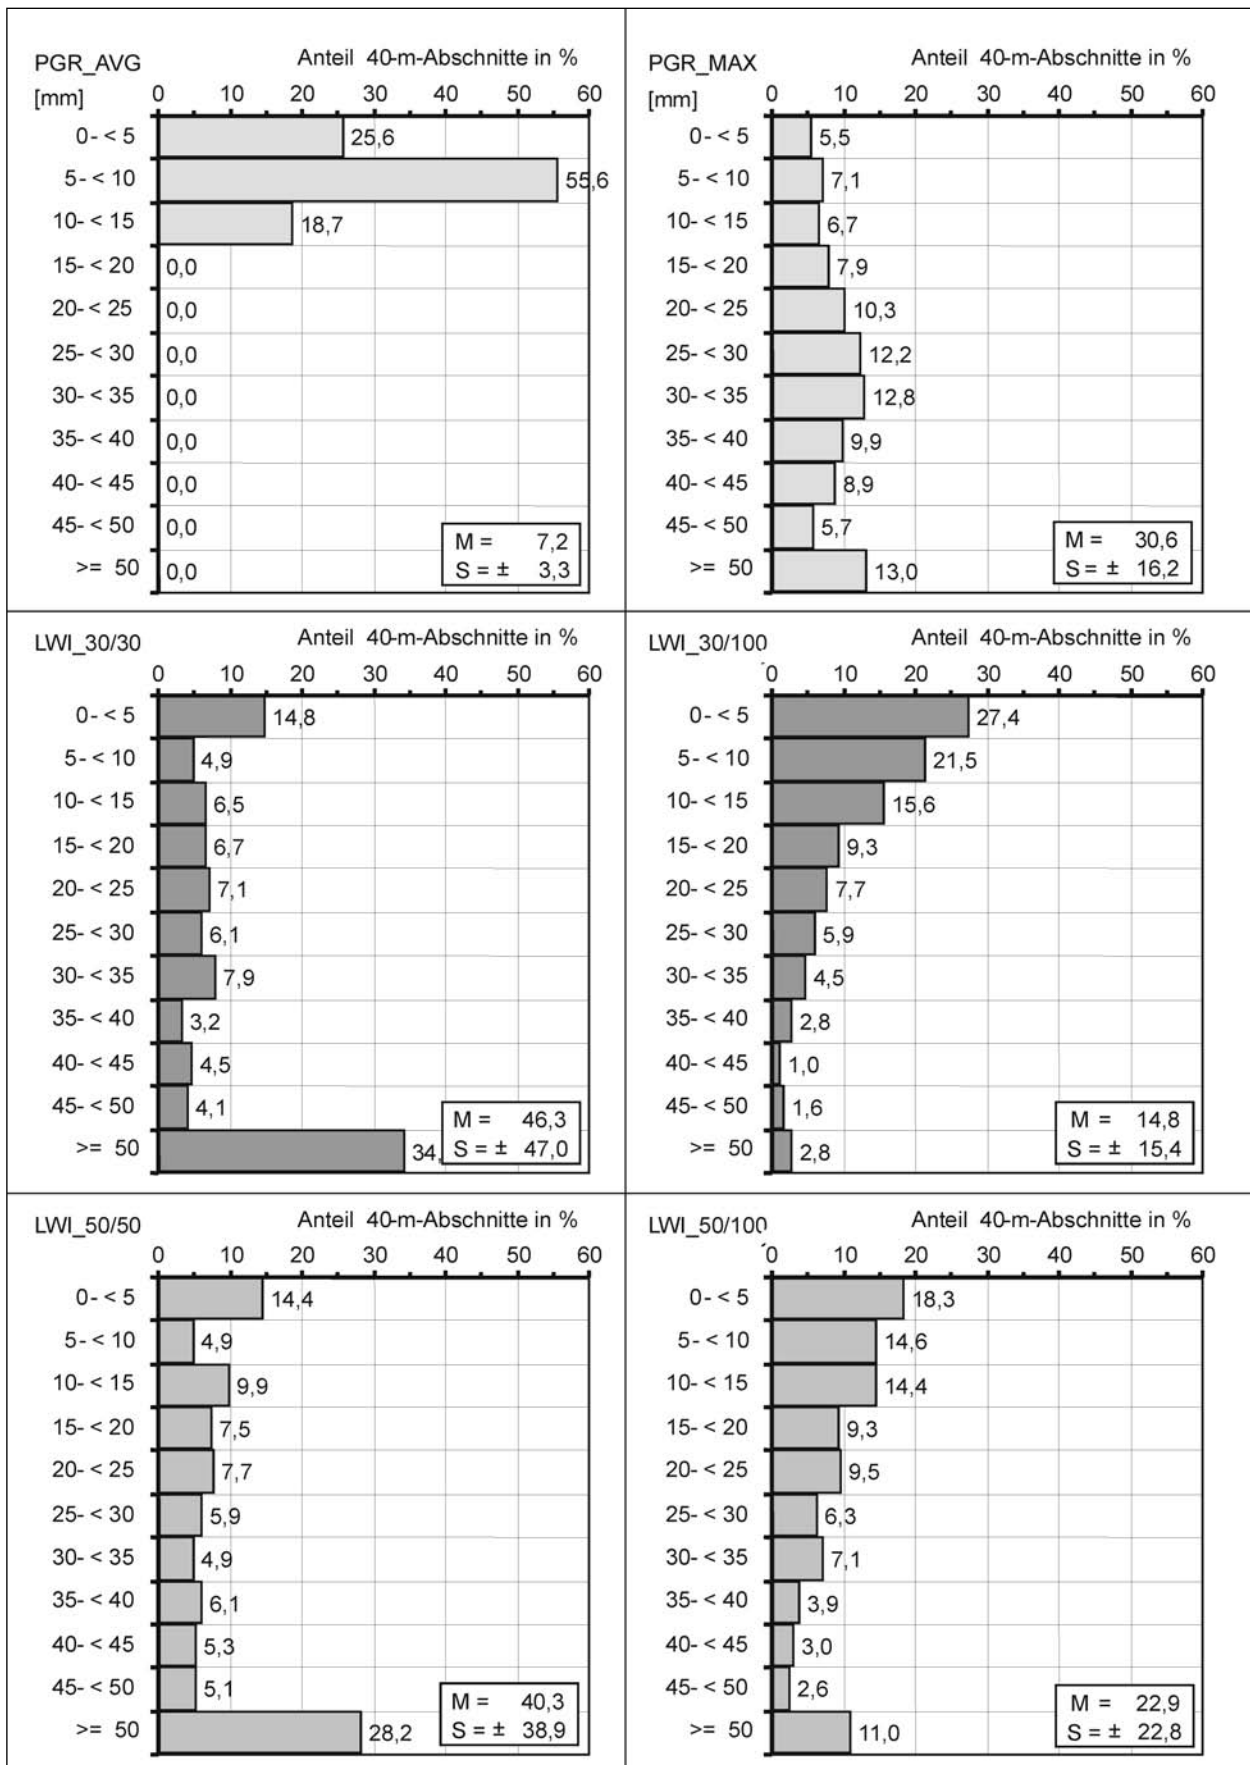 PGR_AVG Anteil 40-m-Abschnitte in %
[mm] 0 10 20 30 40 50 60
0- < 5 25,6
5- < 10 55,6
10- < 15 18,7
15- < 20 0,0
20- < 25 0,0
25- < 30 0,0
30- < 35 0,0
35- < 40 0,0
40- < 45 0,0
45- < 50 0,0
>= 50 0,0
M = 7,2
S = ± 3,3
PGR_MAX Anteil 40-m-Abschnitte in %
[mm] 0 10 20 30 40 50 60
0- < 5 5,5
5- < 10 7,1
10- < 15 6,7
15- < 20 7,9
20- < 25 10,3
25- < 30 12,2
30- < 35 12,8
35- < 40 9,9
40- < 45 8,9
45- < 50 5,7
>= 50 13,0
M = 30,6
S = ± 16,2
LWI_30/30 Anteil 40-m-Abschnitte in %
0 10 20 30 40 50 60
0- < 5 14,8
5- < 10 4,9
10- < 15 6,5
15- < 20 6,7
20- < 25 7,1
25- < 30 6,1
30- < 35 7,9
35- < 40 3,2
40- < 45 4,5
45- < 50 4,1
>= 50 34,
M = 46,3
S = ± 47,0
LWI_30/100 Anteil 40-m-Abschnitte in %
0 10 20 30 40 50 60
0- < 5 27,4
5- < 10 21,5
10- < 15 15,6
15- < 20 9,3
20- < 25 7,7
25- < 30 5,9
30- < 35 4,5
35- < 40 2,8
40- < 45 1,0
45- < 50 1,6
>= 50 2,8
M = 14,8
S = ± 15,4
LWI_50/50 Anteil 40-m-Abschnitte in %
0 10 20 30 40 50 60
0- < 5 14,4
5- < 10 4,9
10- < 15 9,9
15- < 20 7,5
20- < 25 7,7
25- < 30 5,9
30- < 35 4,9
35- < 40 6,1
40- < 45 5,3
45- < 50 5,1
>= 50 28,2
M = 40,3
S = ± 38,9
LWI_50/100 Anteil 40-m-Abschnitte in %
0 10 20 30 40 50 60
0- < 5 18,3
5- < 10 14,6
10- < 15 14,4
15- < 20 9,3
20- < 25 9,5
25- < 30 6,3
30- < 35 7,1
35- < 40 3,9
40- < 45 3,0
45- < 50 2,6
>= 50 11,0
M = 22,9
S = ± 22,8